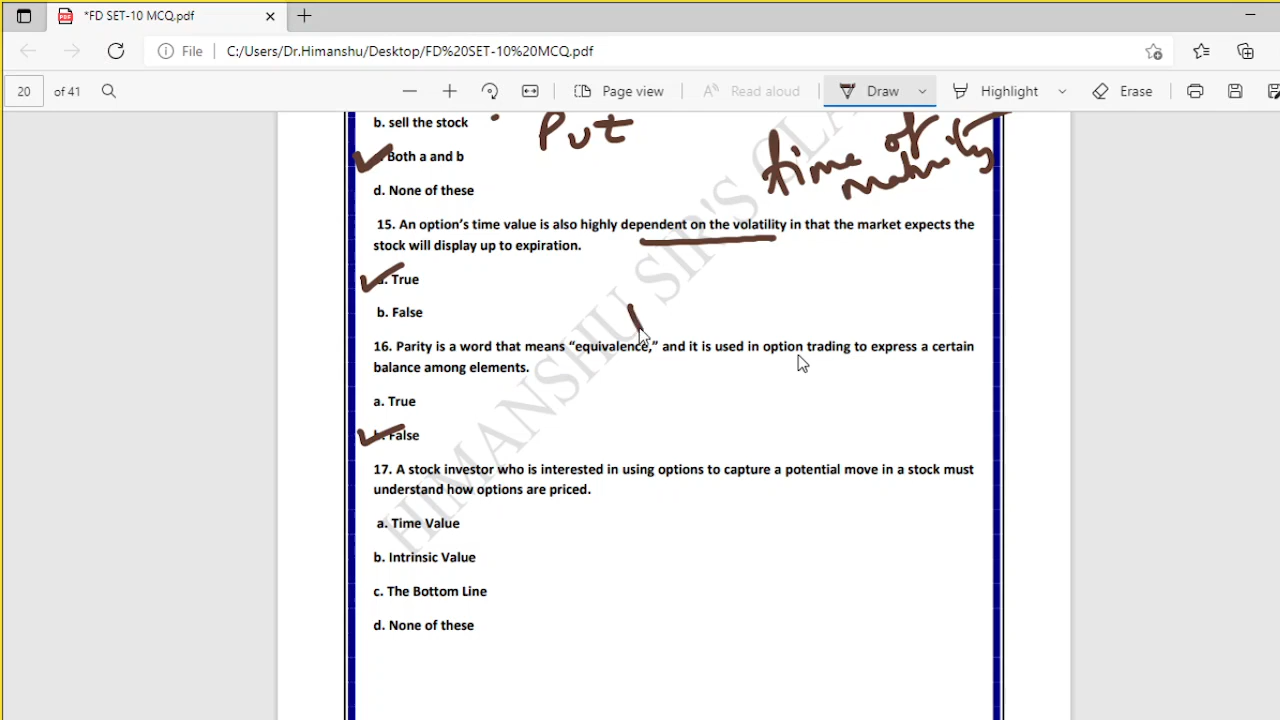 *FD SET-10 MCQ.pdf
File
C:/Users/Dr.Himanshu/Desktop/FD%20SET-10%20MCQ.pdf
20 of 41
Page view
Read aloud
Draw
Highlight
Erase
b. sell the stock
Put
time of
maturity
Both a and b
d. None of these
15. An option's time value is also highly dependent on the volatility in that the market expects the
stock will display up to expiration.
a. True
b. False
16. Parity is a word that means “equivalence,” and it is used in option trading to express a certain
balance among elements.
a. True
b. False
17. A stock investor who is interested in using options to capture a potential move in a stock must
understand how options are priced.
a. Time Value
b. Intrinsic Value
c. The Bottom Line
d. None of these
HIMANSHU SIR'S CLA